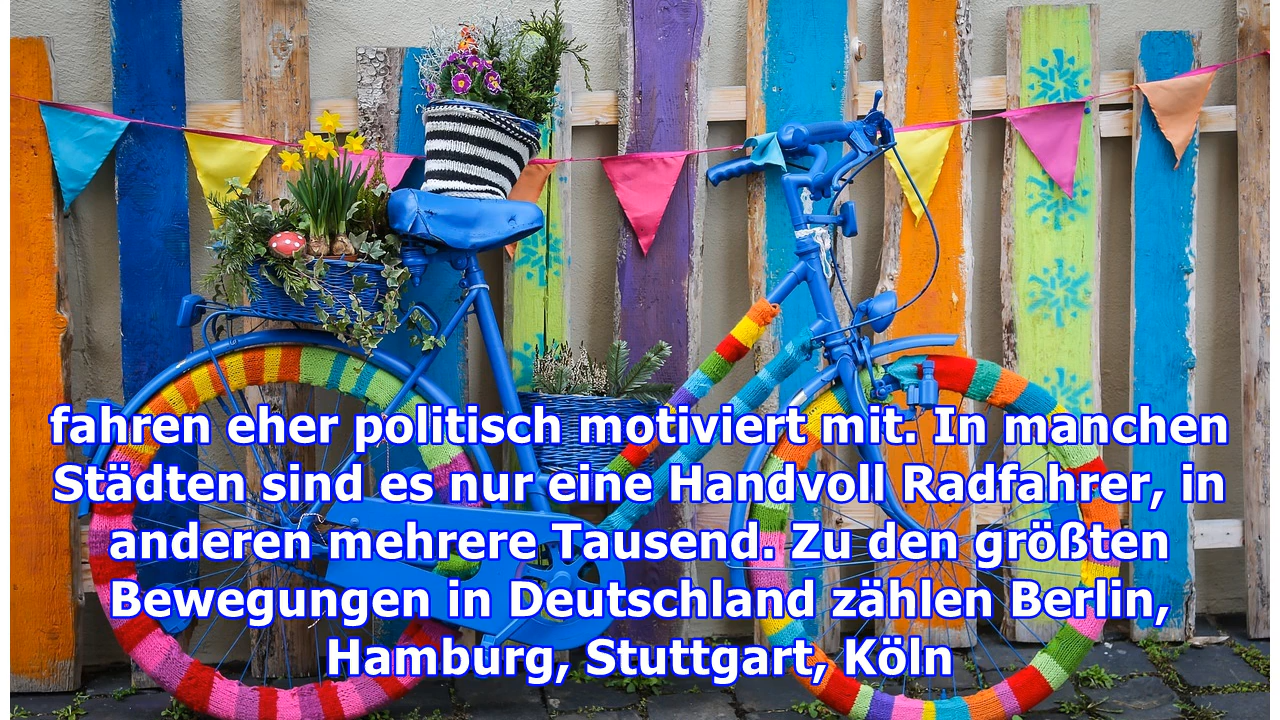 fahren eher politisch motiviert mit. In manchen
Städten sind es nur eine Handvoll Radfahrer, in
anderen mehrere Tausend. Zu den größten
Bewegungen in Deutschland zählen Berlin,
Hamburg, Stuttgart, Köln